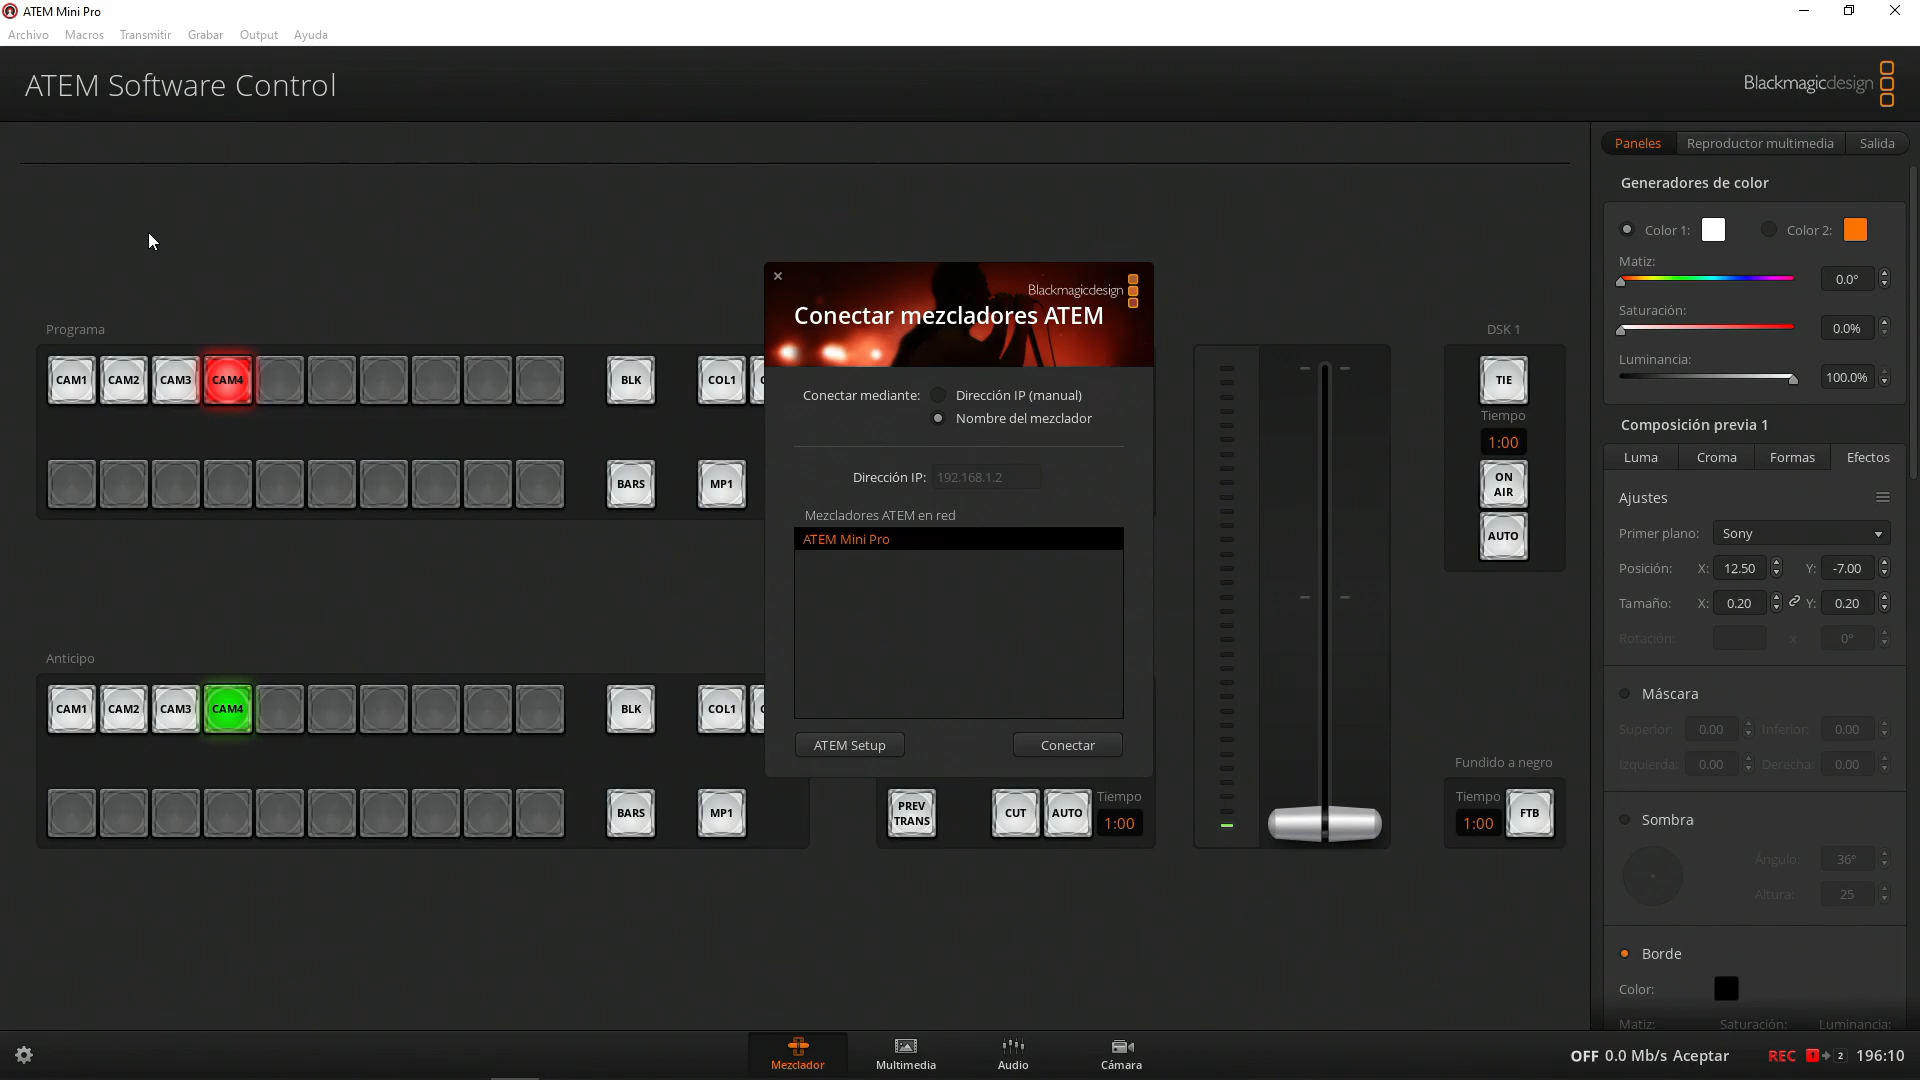 ATEM Mini Pro
Archivo Macros Transmitir Grabar Output Ayuda
ATEM Software Control
Blackmagicdesign
Paneles Reproductor multimedia Salida
Generadores de color
Color 1: Color 2:
Matiz:
0.0°
Saturación:
0.0%
Luminancia:
100.0%
Composición previa 1
Luma Croma Formas Efectos
Ajustes
Primer plano: Sony
Posición: X: 12.50 Y: -7.00
Tamaño: X: 0.20 Y: 0.20
Rotación: x 0°
Máscara
Superior: 0.00 Inferior: 0.00
Izquierda: 0.00 Derecha: 0.00
Sombra
Ángulo: 36°
Altura: 25
Borde
Color:
Matiz: Saturación: Luminancia:
Programa
CAM1 CAM2 CAM3 CAM4 BLK COL1
BARS MP1
Anticipo
CAM1 CAM2 CAM3 CAM4 BLK COL1
BARS MP1
Blackmagicdesign
Conectar mezcladores ATEM
Conectar mediante: Dirección IP (manual)
Nombre del mezclador
Dirección IP: 192.168.1.2
Mezcladores ATEM en red
ATEM Mini Pro
ATEM Setup Conectar
PREV TRANS CUT AUTO Tiempo
1:00
DSK 1
TIE
Tiempo
1:00
ON AIR
AUTO
Fundido a negro
Tiempo
1:00 FTB
Mezclador Multimedia Audio Cámara
OFF 0.0 Mb/s Aceptar REC 1 2 196:10